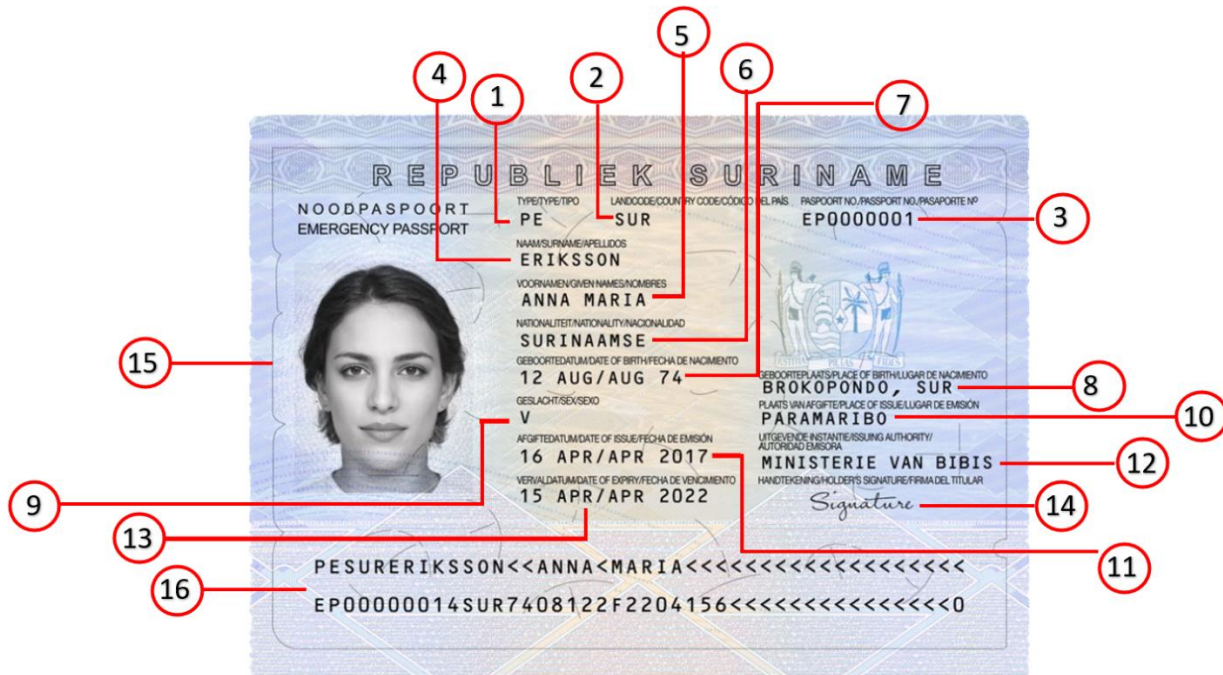 5
4
2
6
1
7
REPUBLIEK SURINAME
NOODPASPOORT
EMERGENCY PASSPORT
TYPE/TYPE/TIPO
LANDCODE/COUNTRY CODE/CÓDIGO DEL PAÍS
PASPOORT NO./PASSPORT NO./PASAPORTE Nº
PE
SUR
EP0000001
3
NAAM/SURNAME/APELLIDOS
ERIKSSON
VOORNAMEN/GIVEN NAMES/NOMBRES
ANNA MARIA
NATIONALITEIT/NATIONALITY/NACIONALIDAD
SURINAAMSE
GEBOORTEDATUM/DATE OF BIRTH/FECHA DE NACIMIENTO
12 AUG/AUG 74
15
JUSTITIA PIETAS FIDES
GEBOORTEPLAATS/PLACE OF BIRTH/LUGAR DE NACIMIENTO
BROKOPONDO, SUR
8
GESLACHT/SEX/SEXO
V
PLAATS VAN AFGIFTE/PLACE OF ISSUE/LUGAR DE EMISIÓN
PARAMARIBO
10
AFGIFTEDATUM/DATE OF ISSUE/FECHA DE EMISIÓN
16 APR/APR 2017
UITGEVENDE INSTANTIE/ISSUING AUTHORITY/
AUTORIDAD EMISORA
MINISTERIE VAN BIBIS
12
VERVALDATUM/DATE OF EXPIRY/FECHA DE VENCIMIENTO
15 APR/APR 2022
HANDTEKENING/HOLDER'S SIGNATURE/FIRMA DEL TITULAR
Signature
14
9
13
11
16
PESURERIKSSON<<ANNA<MARIA<<<<<<<<<<<<<<<<<<<
EP00000014SUR7408122F2204156<<<<<<<<<<<<<<<0